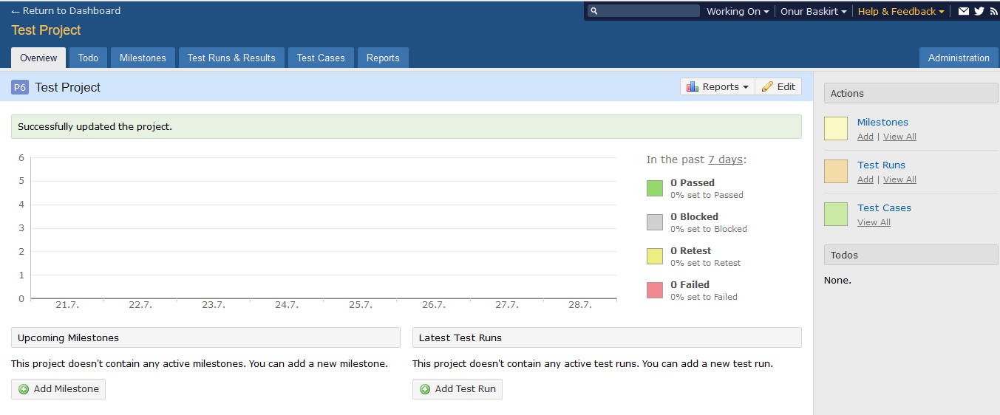 ← Return to Dashboard
Working On Onur Baskirt Help & Feedback
Test Project
Overview Todo Milestones Test Runs & Results Test Cases Reports Administration
P6 Test Project
Reports Edit
Successfully updated the project.
6
5
4
3
2
1
0
21.7. 22.7. 23.7. 24.7. 25.7. 26.7. 27.7. 28.7.
In the past 7 days:
0 Passed
0% set to Passed
0 Blocked
0% set to Blocked
0 Retest
0% set to Retest
0 Failed
0% set to Failed
Upcoming Milestones
This project doesn't contain any active milestones. You can add a new milestone.
Add Milestone
Latest Test Runs
This project doesn't contain any active test runs. You can add a new test run.
Add Test Run
Actions
Milestones
Add | View All
Test Runs
Add | View All
Test Cases
View All
Todos
None.